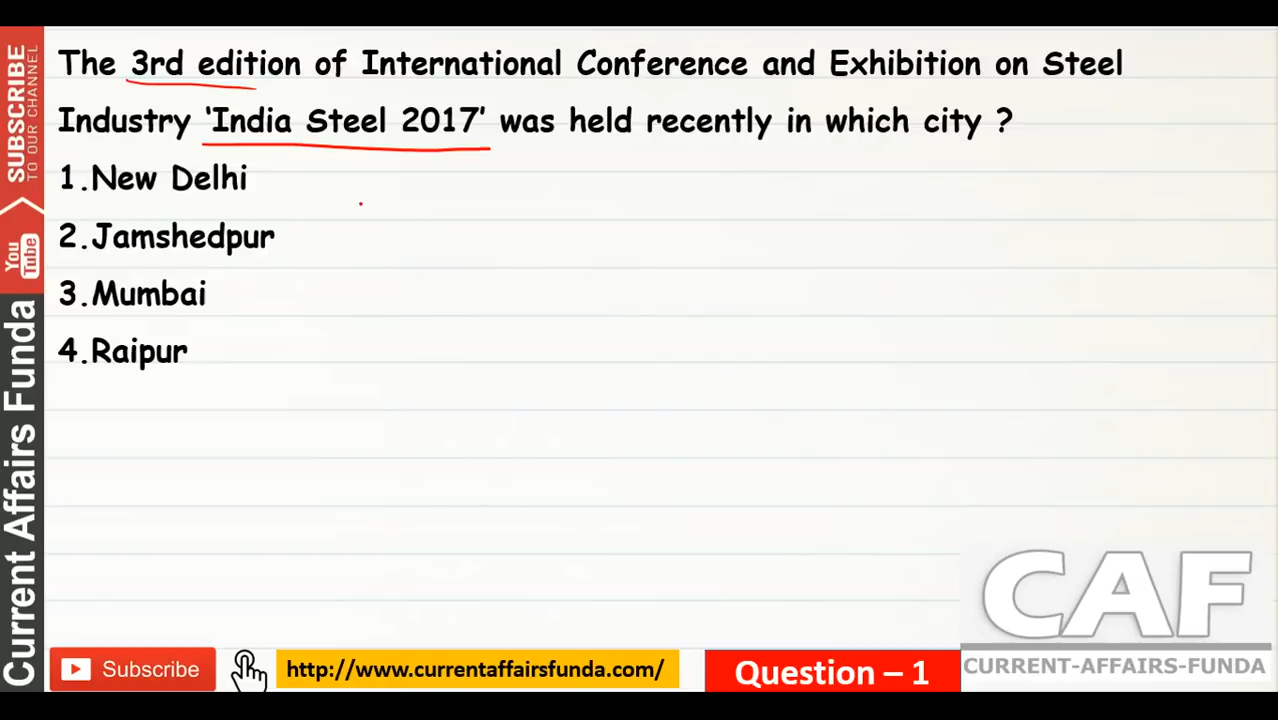 The 3rd edition of International Conference and Exhibition on Steel
Industry ‘India Steel 2017’ was held recently in which city ?
1.New Delhi
2.Jamshedpur
3.Mumbai
4.Raipur
SUBSCRIBE
TO OUR CHANNEL
You
Tube
Current Affairs Funda
CAF
CURRENT-AFFAIRS-FUNDA
Subscribe
http://www.currentaffairsfunda.com/
Question – 1